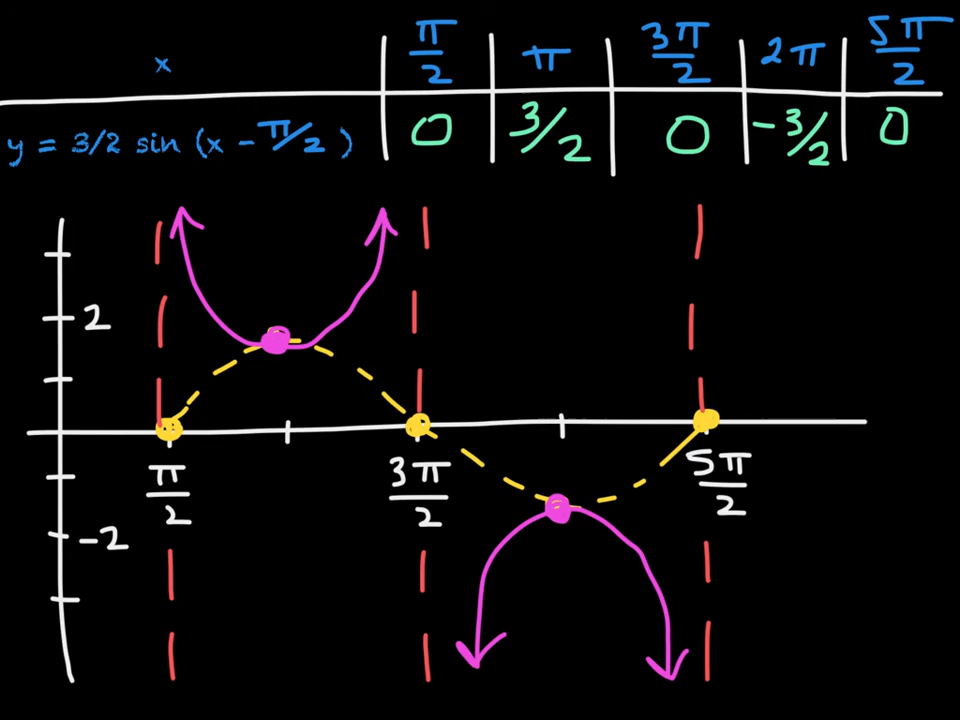 x π/2 π 3π/2 2π 5π/2
y = 3/2 sin (x - π/2) 0 3/2 0 -3/2 0
2
π/2 3π/2 5π/2
-2